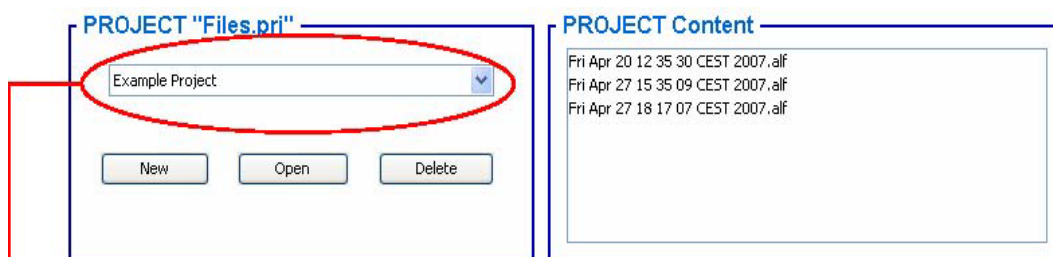 PROJECT "Files.prj"
Example Project
New
Open
Delete
PROJECT Content
Fri Apr 20 12 35 30 CEST 2007.alf
Fri Apr 27 15 35 09 CEST 2007.alf
Fri Apr 27 18 17 07 CEST 2007.alf